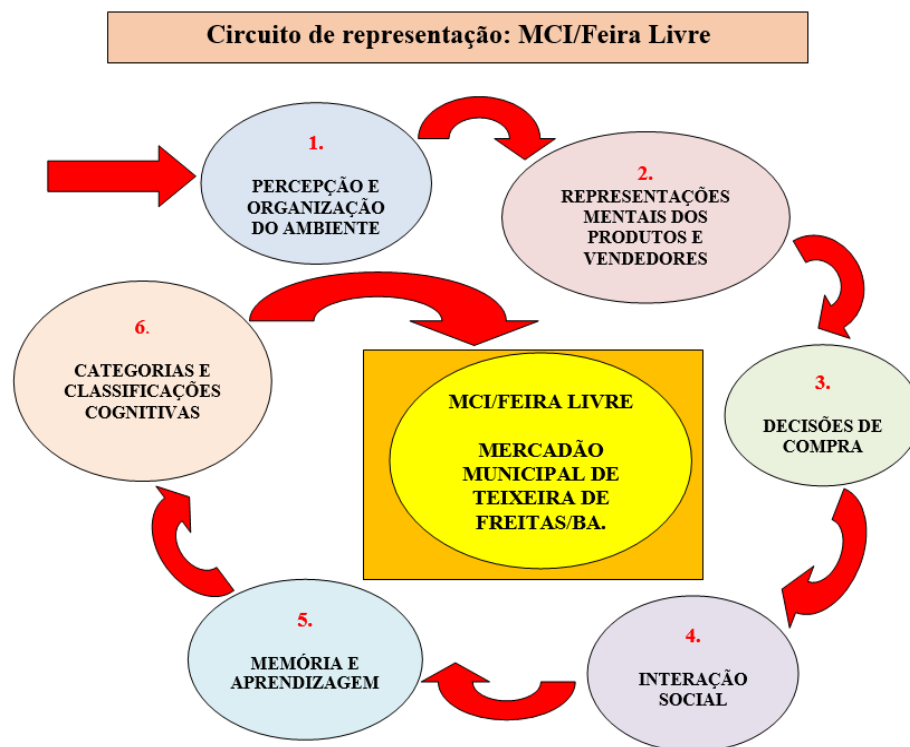 Circuito de representação: MCI/Feira Livre
1.
PERCEPÇÃO E
ORGANIZAÇÃO
DO AMBIENTE
2.
REPRESENTAÇÕES
MENTAIS DOS
PRODUTOS E
VENDEDORES
3.
DECISÕES DE
COMPRA
4.
INTERAÇÃO
SOCIAL
5.
MEMÓRIA E
APRENDIZAGEM
6.
CATEGORIAS E
CLASSIFICAÇÕES
COGNITIVAS
MCI/FEIRA LIVRE
MERCADÃO
MUNICIPAL DE
TEIXEIRA DE
FREITAS/BA.